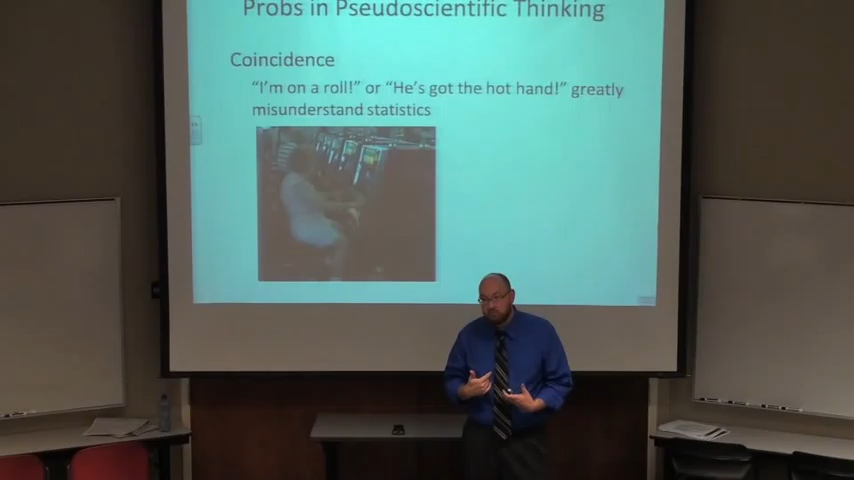 Probs in Pseudoscientific Thinking
Coincidence
“I’m on a roll!” or “He’s got the hot hand!” greatly
misunderstand statistics